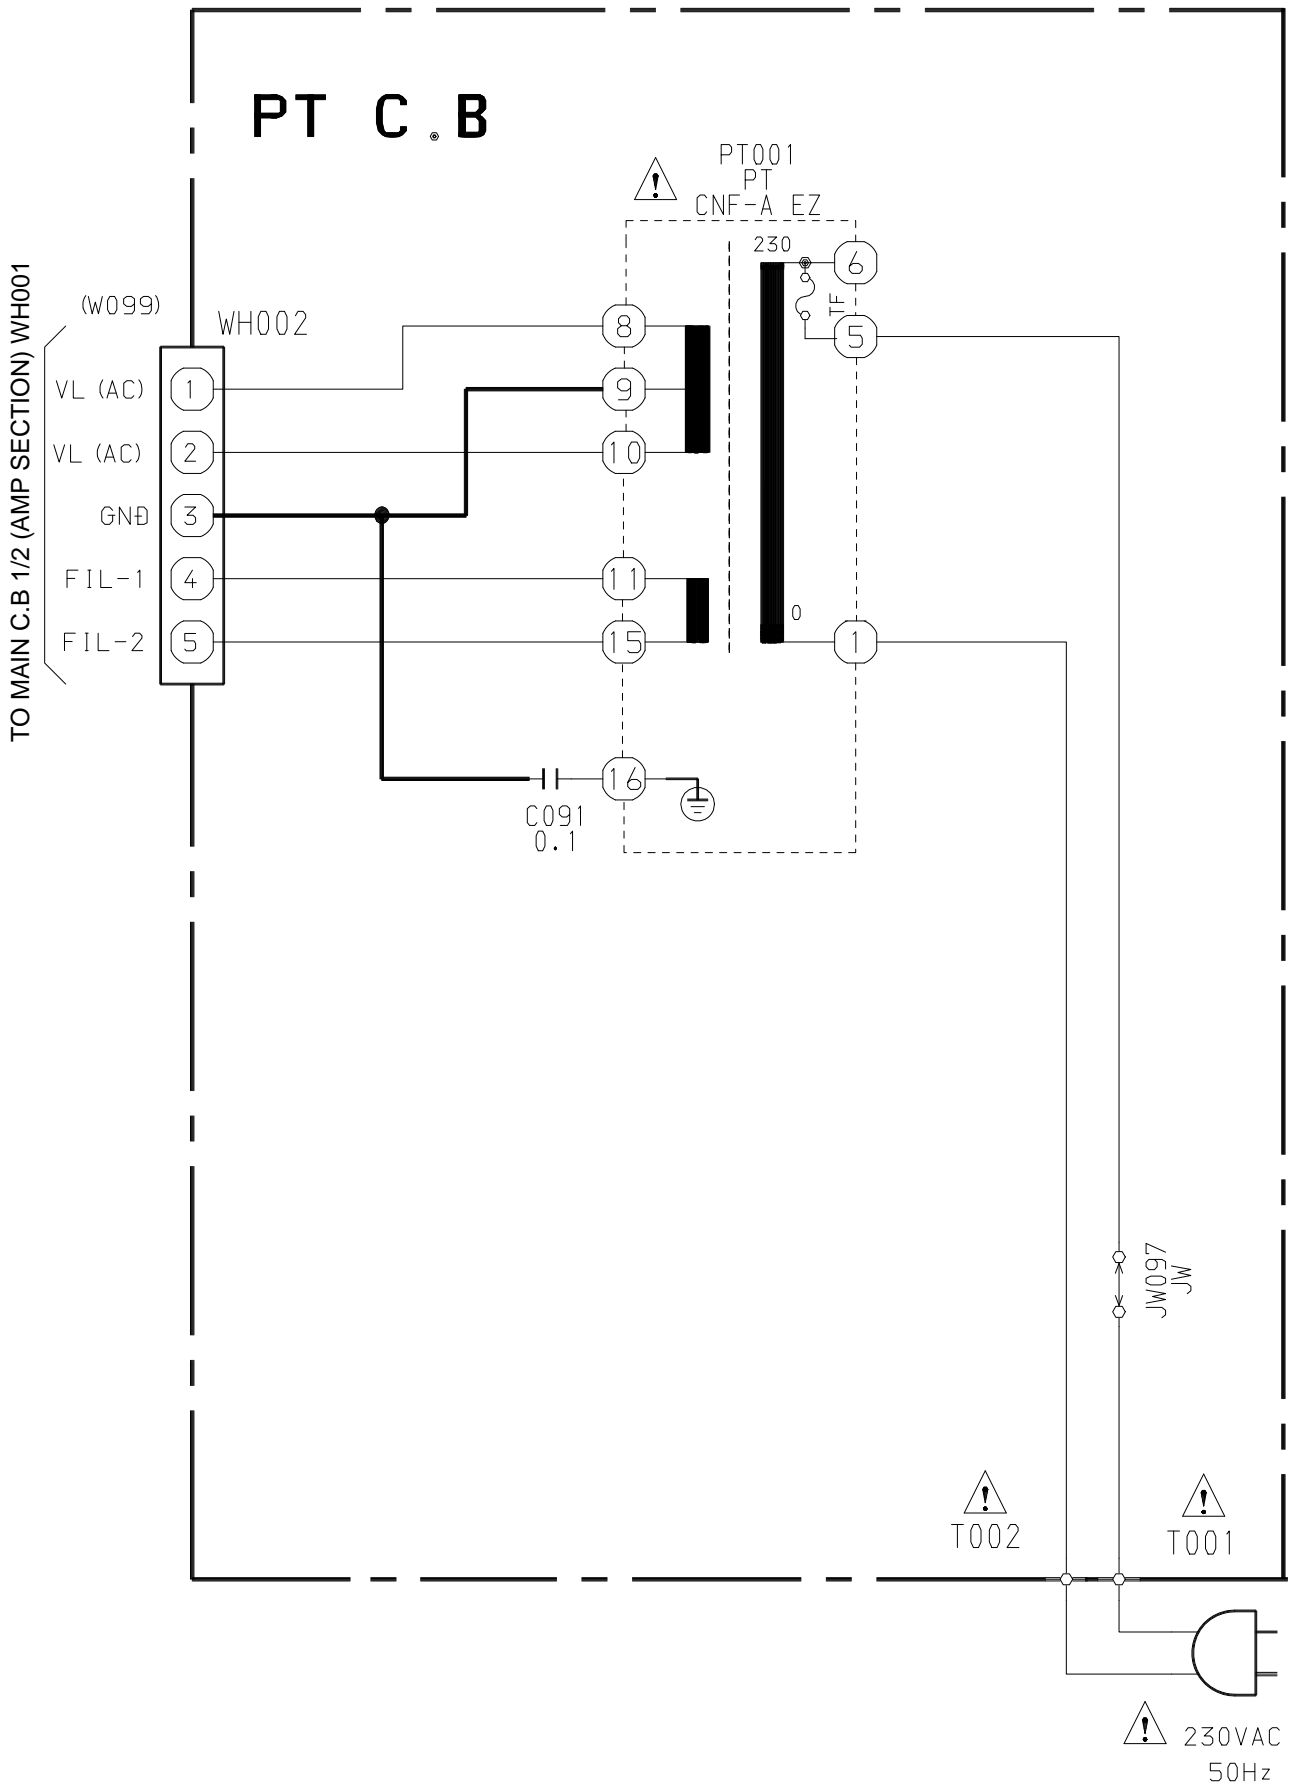 PT C.B
PT001
PT
CNF-A EZ
230
6
TF
5
0
1
TO MAIN C.B 1/2 (AMP SECTION) WH001
(W099)
WH002
VL (AC) 1
VL (AC) 2
GND 3
FIL-1 4
FIL-2 5
8
9
10
11
15
16
C091
0.1
JW097
JW
T002
T001
230VAC
50Hz